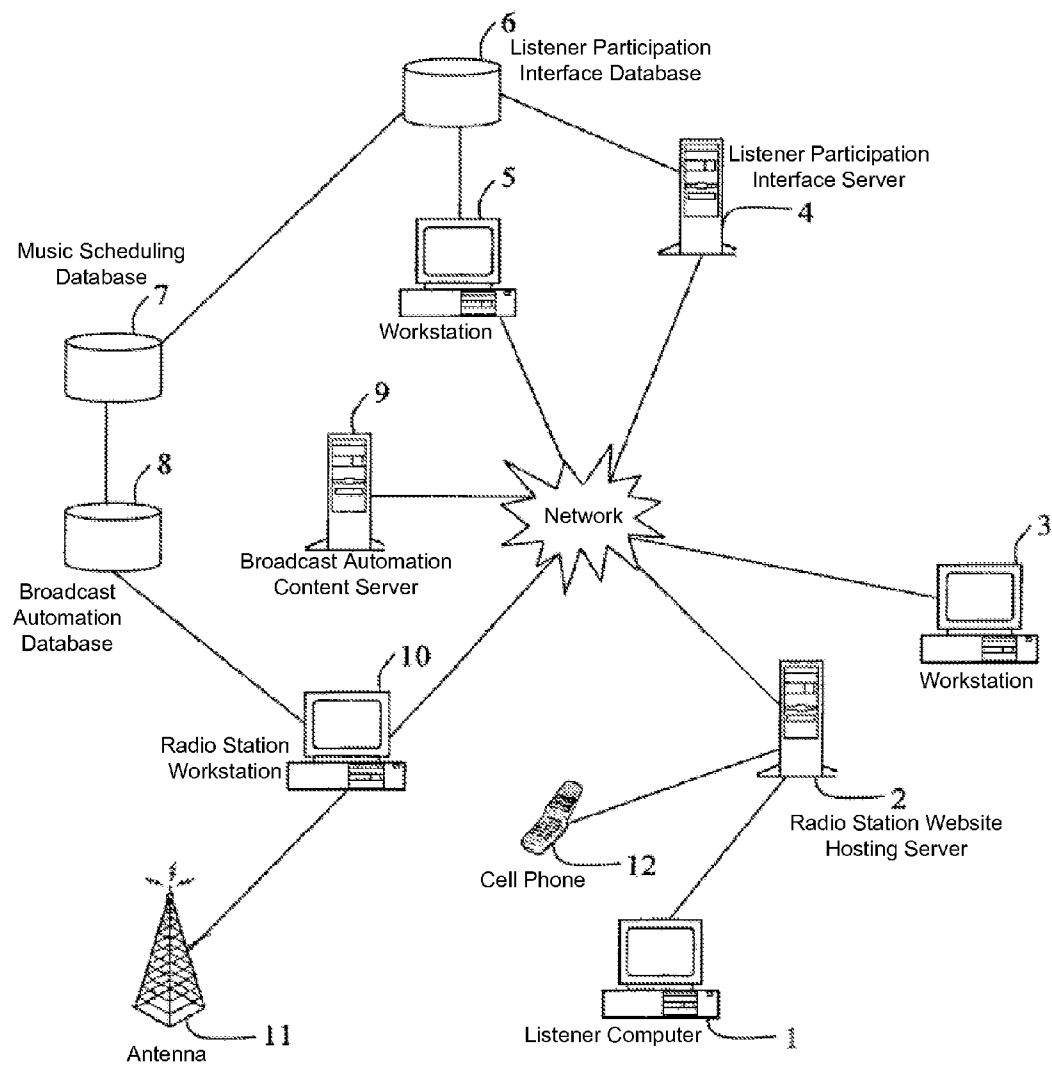 6
Listener Participation
Interface Database
Listener Participation
Interface Server
4
5
Workstation
Music Scheduling
Database
7
9
8
Network
Broadcast Automation
Content Server
3
Workstation
Broadcast
Automation
Database
10
Radio Station
Workstation
2
Radio Station Website
Hosting Server
12
Cell Phone
11
Antenna
Listener Computer
1